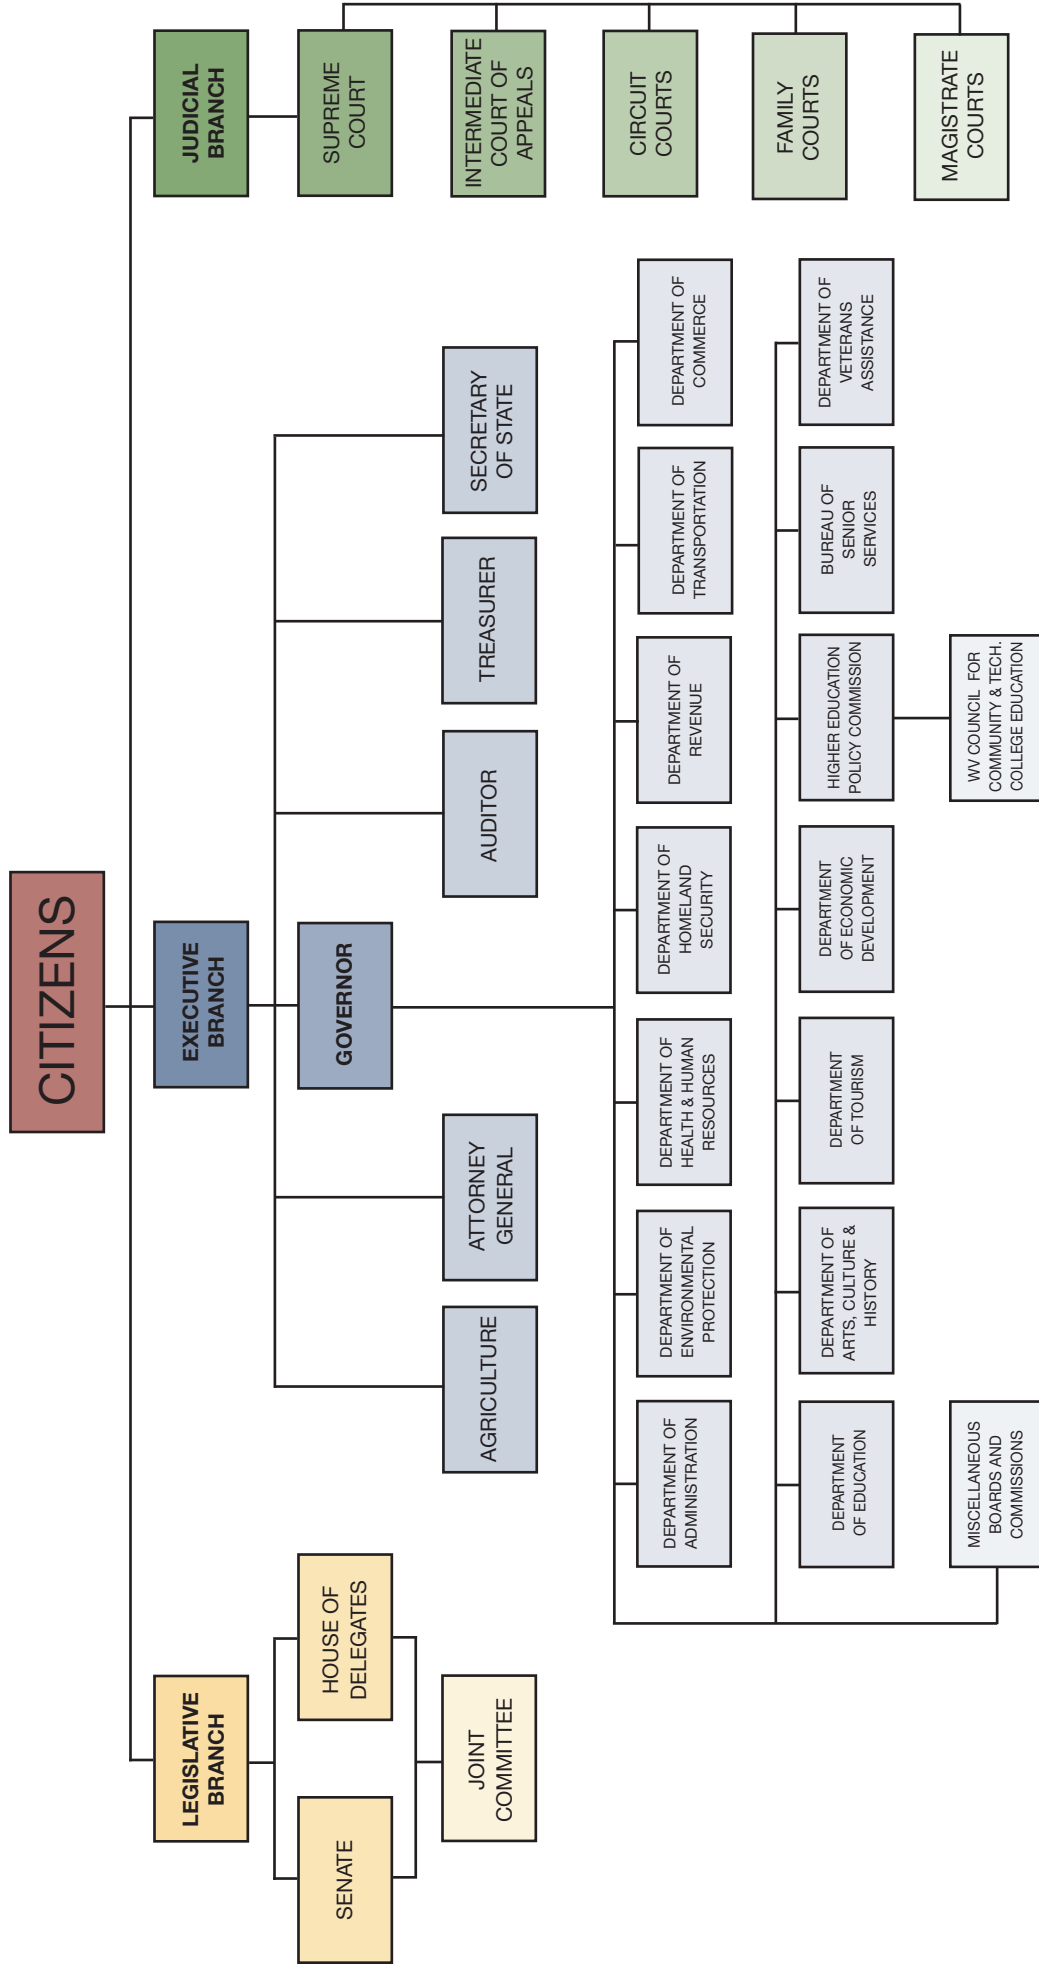 CITIZENS
LEGISLATIVE
BRANCH
EXECUTIVE
BRANCH
JUDICIAL
BRANCH
SENATE
HOUSE OF
DELEGATES
GOVERNOR
SUPREME
COURT
JOINT
COMMITTEE
AGRICULTURE
ATTORNEY
GENERAL
AUDITOR
TREASURER
SECRETARY
OF STATE
INTERMEDIATE
COURT OF
APPEALS
CIRCUIT
COURTS
FAMILY
COURTS
MAGISTRATE
COURTS
DEPARTMENT OF
ADMINISTRATION
DEPARTMENT OF
ENVIRONMENTAL
PROTECTION
DEPARTMENT OF
HEALTH & HUMAN
RESOURCES
DEPARTMENT OF
HOMELAND
SECURITY
DEPARTMENT OF
REVENUE
DEPARTMENT OF
TRANSPORTATION
DEPARTMENT OF
COMMERCE
DEPARTMENT
OF EDUCATION
DEPARTMENT OF
ARTS, CULTURE &
HISTORY
DEPARTMENT
OF TOURISM
DEPARTMENT
OF ECONOMIC
DEVELOPMENT
HIGHER EDUCATION
POLICY COMMISSION
BUREAU OF
SENIOR
SERVICES
DEPARTMENT OF
VETERANS
ASSISTANCE
MISCELLANEOUS
BOARDS AND
COMMISSIONS
WV COUNCIL FOR
COMMUNITY & TECH.
COLLEGE EDUCATION